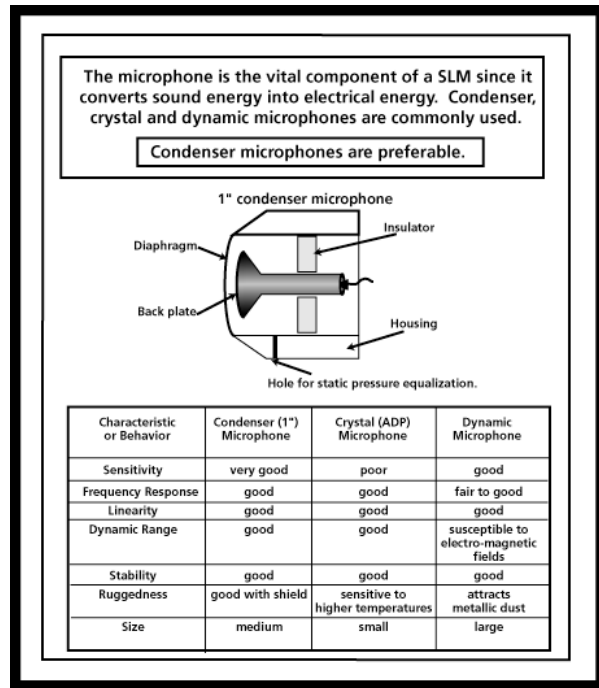 The microphone is the vital component of a SLM since it
converts sound energy into electrical energy.  Condenser,
crystal and dynamic microphones are commonly used.
Condenser microphones are preferable.
1" condenser microphone
Insulator
Diaphragm
Back plate
Housing
Hole for static pressure equalization.
Characteristic
or Behavior
Condenser (1")
Microphone
Crystal (ADP)
Microphone
Dynamic
Microphone
Sensitivity
very good
poor
good
Frequency Response
good
good
fair to good
Linearity
good
good
good
Dynamic Range
good
good
susceptible to
electro-magnetic
fields
Stability
good
good
good
Ruggedness
good with shield
sensitive to
higher temperatures
attracts
metallic dust
Size
medium
small
large